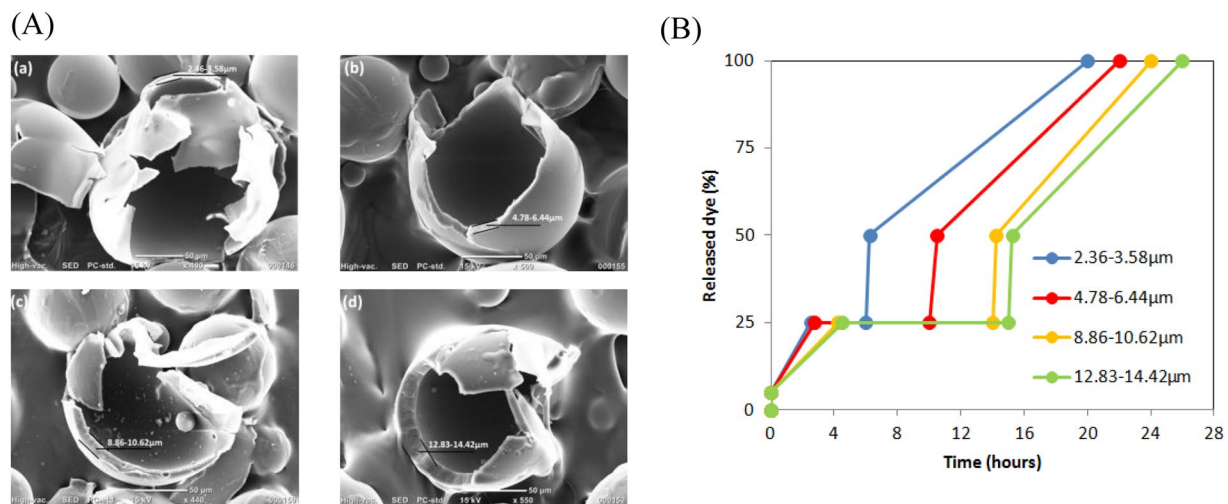 (A)
(a)
2.46-3.58µm
50 µm
High-vac. SED PC-std. 15 kV x 400 000146
(b)
4.78-6.44µm
50 µm
High-vac. SED PC-std. 15 kV x 500 000155
(c)
8.86-10.62µm
50 µm
High-vac. SED PC-std. 15 kV x 440 000150
(d)
12.83-14.42µm
50 µm
High-vac. SED PC-std. 15 kV x 550
(B)
Released dye (%)
100
75
50
25
0
0 4 8 12 16 20 24 28
Time (hours)
2.36-3.58µm
4.78-6.44µm
8.86-10.62µm
12.83-14.42µm